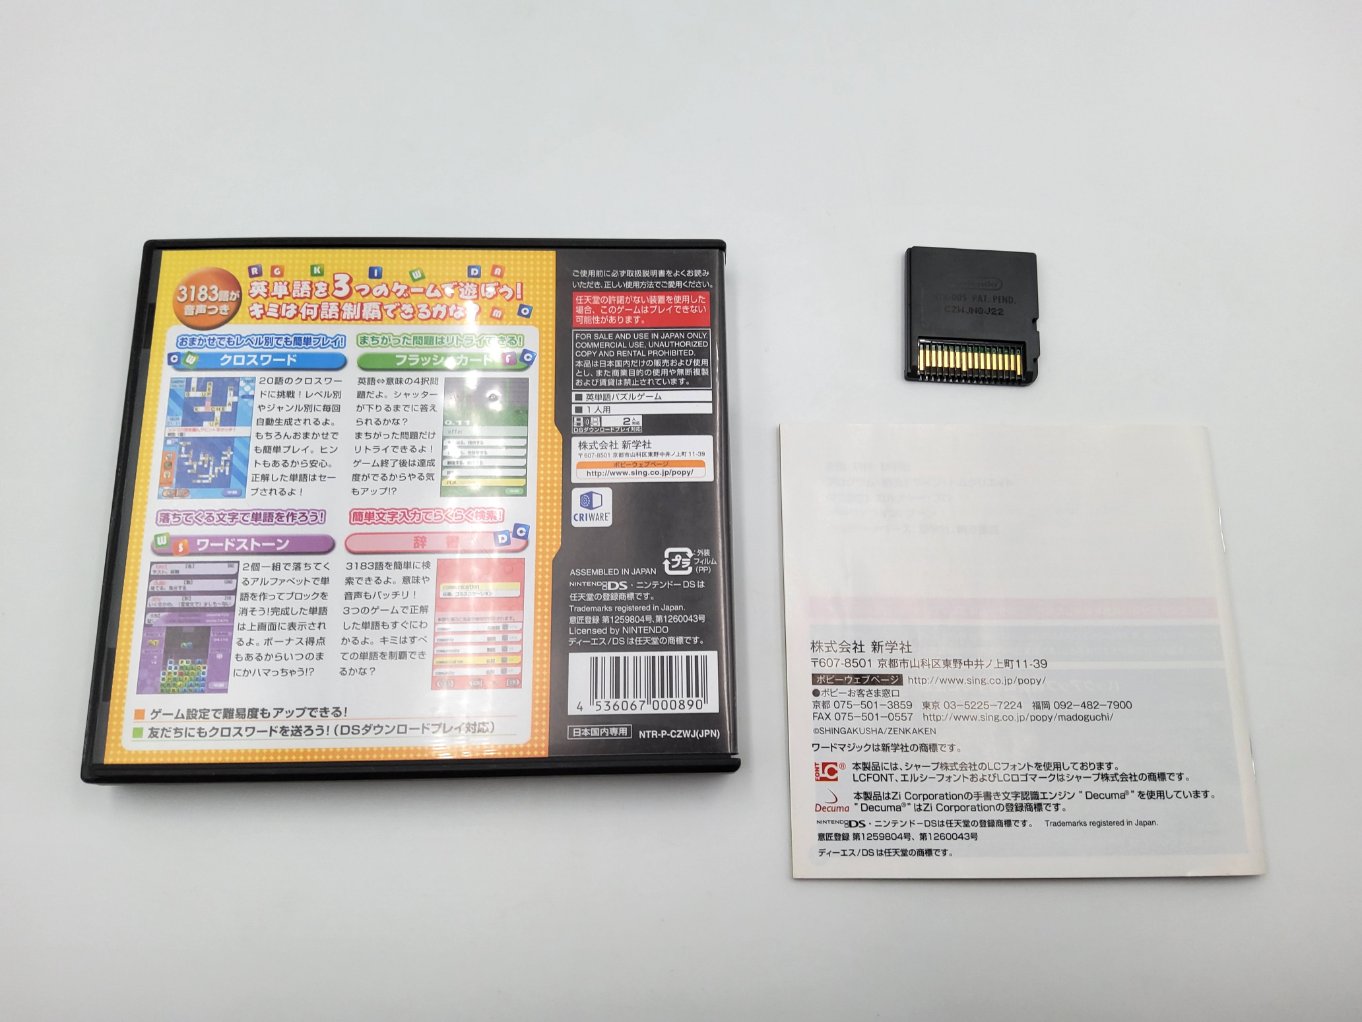 R G K I W D A
3183語が
音声つき
英単語を3つのゲームで遊ぼう!
キミは何語制覇できるかな?
おまかせでもレベル別でも簡単プレイ!
クロスワード
20語のクロスワー
ドに挑戦!レベル別
やジャンル別に毎回
自動生成されるよ。
もちろんおまかせで
も簡単プレイ。ヒン
トもあるから安心。
正解した単語はセー
ブされるよ!
まちがった問題はリトライできる!
フラッシュカード
英語⇔意味の4択問
題だよ。シャッター
が下りるまでに答え
られるかな?
まちがった問題だけ
リトライできるよ!
ゲーム終了後は達成
度がでるからやる気
もアップ!?
落ちてくる文字で単語を作ろう!
ワードストーン
2個一組で落ちてく
るアルファベットで単
語を作ってブロックを
消そう!完成した単語
は上画面に表示され
るよ。ボーナス得点
もあるからいつのま
にかハマっちゃう!?
簡単文字入力でらくらく検索!
辞書
3183語を簡単に検
索できるよ。意味や
音声もバッチリ!
3つのゲームで正解
した単語もすぐにわ
かるよ。キミはすべ
ての単語を制覇でき
るかな?
ゲーム設定で難易度もアップできる!
友だちにもクロスワードを送ろう!(DSダウンロードプレイ対応)
ご使用前に必ず取扱説明書をよくお読み
いただき、正しい使用方法でご愛用ください。
任天堂の許諾がない装置を使用した
場合、このゲームはプレイできない
可能性があります。
FOR SALE AND USE IN JAPAN ONLY.
COMMERCIAL USE, UNAUTHORIZED
COPY AND RENTAL PROHIBITED.
本品は日本国内だけの販売および使用
とし、また商業目的の使用や無断複製
および賃貸は禁止されています。
■ 英単語パズルゲーム
■ 1人用
2人
DSダウンロードプレイ対応
株式会社 新学社
〒607-8501 京都市山科区東野中井ノ上町11-39
ポピーウェブページ
http://www.sing.co.jp/popy/
CRIWARE
ASSEMBLED IN JAPAN
プラ
外装
フィルム
(PP)
NINTENDO DS・ニンテンドーDSは
任天堂の登録商標です。
Trademarks registered in Japan.
意匠登録 第1259804号、第1260043号
Licensed by NINTENDO
ディーエス/DSは任天堂の商標です。
4 536067 000890
日本国内専用
NTR-P-CZWJ(JPN)
Nintendo
NTR-005 PAT. PEND.
CZWJN0J22
株式会社 新学社
〒607-8501 京都市山科区東野中井ノ上町11-39
ポピーウェブページ http://www.sing.co.jp/popy/
●ポピーお客さま窓口
京都 075-501-3859 東京 03-5225-7224 福岡 092-482-7900
FAX 075-501-0557 http://www.sing.co.jp/popy/madoguchi/
©SHINGAKUSHA/ZENKAKEN
ワードマジックは新学社の商標です。
LC FONT ® 本製品には、シャープ株式会社のLCフォントを使用しております。
LCFONT、エルシーフォントおよびLCロゴマークはシャープ株式会社の商標です。
Decuma 本製品はZi Corporationの手書き文字認識エンジン "Decuma®" を使用しています。
"Decuma®" はZi Corporationの登録商標です。
NINTENDO DS・ニンテンドーDSは任天堂の登録商標です。 Trademarks registered in Japan.
意匠登録 第1259804号、第1260043号
ディーエス/DSは任天堂の商標です。